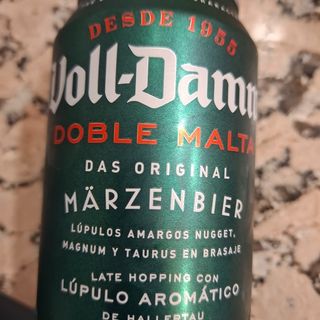 DESDE 1955
Voll-Damm
DOBLE MALTA
DAS ORIGINAL
MÄRZENBIER
LÚPULOS AMARGOS NUGGET,
MAGNUM Y TAURUS EN BRASAJE
LATE HOPPING CON
LÚPULO AROMÁTICO
DE HALLERTAU